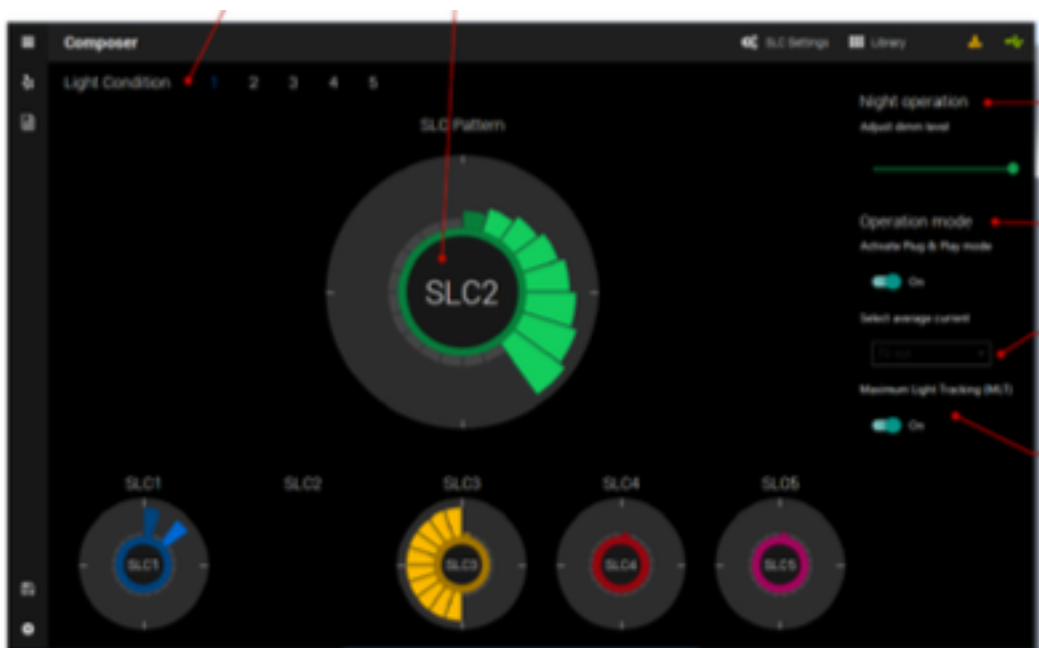 Composer
SLC Settings
Library
Light Condition 1 2 3 4 5
Night operation
Adjust dimm level
SLC Pattern
SLC2
Operation mode
Activate Plug & Play mode
On
Select average current
Maximum Light Tracking (MLT)
On
SLC1
SLC2
SLC3
SLC4
SLC5
SLC1
SLC3
SLC4
SLC5